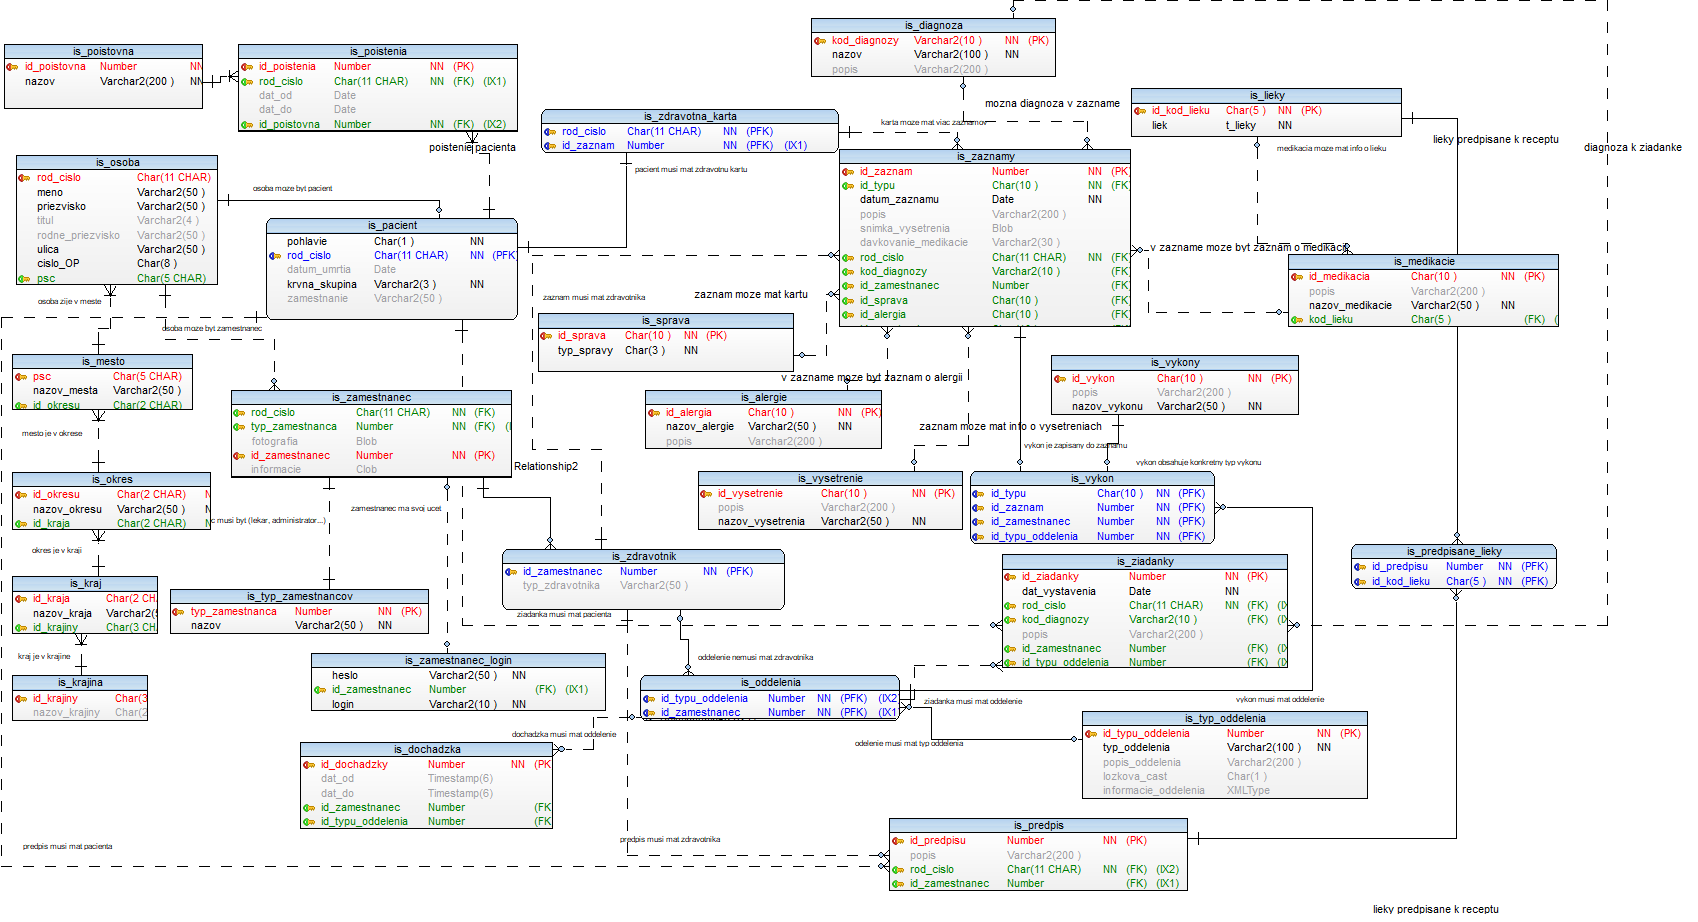 is_poistovna
id_poistovna Number NN
nazov Varchar2(200 ) NN
is_poistenia
id_poistenia Number NN (PK)
rod_cislo Char(11 CHAR) NN (FK) (IX1)
dat_od Date
dat_do Date
id_poistovna Number NN (FK) (IX2)
poistenie pacienta
is_diagnoza
kod_diagnozy Varchar2(10 ) NN (PK)
nazov Varchar2(100 ) NN
popis Varchar2(200 )
mozna diagnoza v zazname
is_lieky
id_kod_lieku Char(5 ) NN (PK)
liek t_lieky NN
lieky predpisane k receptu
diagnoza k ziadanke
medikacia moze mat info o lieku
is_zdravotna_karta
rod_cislo Char(11 CHAR) NN (PFK)
id_zaznam Number NN (PFK) (IX1)
karta moze mat viac zaznamov
pacient musi mat zdravotnu kartu
is_osoba
rod_cislo Char(11 CHAR)
meno Varchar2(50 )
priezvisko Varchar2(50 )
titul Varchar2(4 )
rodne_priezvisko Varchar2(50 )
ulica Varchar2(50 )
cislo_OP Char(8 )
psc Char(5 CHAR)
osoba moze byt pacient
osoba zije v meste
osoba moze byt zamestnanec
is_pacient
pohlavie Char(1 ) NN
rod_cislo Char(11 CHAR) NN (PFK
datum_umrtia Date
krvna_skupina Varchar2(3 ) NN
zamestnanie Varchar2(50 )
is_zaznamy
id_zaznam Number NN (PK
id_typu Char(10 ) NN (FK
datum_zaznamu Date NN
popis Varchar2(200 )
snimka_vysetrenia Blob
davkovanie_medikacie Varchar2(30 )
rod_cislo Char(11 CHAR) NN (FK
kod_diagnozy Varchar2(10 ) (FK
id_zamestnanec Number (FK
id_sprava Char(10 ) (FK
id_alergia Char(10 ) (FK
v zazname moze byt zaznam o medikacii
is_medikacie
id_medikacia Char(10 ) NN (PK)
popis Varchar2(200 )
nazov_medikacie Varchar2(50 ) NN
kod_lieku Char(5 ) (FK) (
zaznam musi mat zdravotnika
zaznam moze mat kartu
is_sprava
id_sprava Char(10 ) NN (PK)
typ_spravy Char(3 ) NN
v zazname moze byt zaznam o alergii
is_mesto
psc Char(5 CHAR)
nazov_mesta Varchar2(50 )
id_okresu Char(2 CHAR)
mesto je v okrese
is_zamestnanec
rod_cislo Char(11 CHAR) NN (FK)
typ_zamestnanca Number NN (FK) (I
fotografia Blob
id_zamestnanec Number NN (PK)
informacie Clob
Relationship2
is_alergie
id_alergia Char(10 ) NN (PK)
nazov_alergie Varchar2(50 ) NN
popis Varchar2(200 )
is_vykony
id_vykon Char(10 ) NN (PK)
popis Varchar2(200 )
nazov_vykonu Varchar2(50 ) NN
zaznam moze mat info o vysetreniach
vykon je zapisany do zaznamu
vykon obsahuje konkretny typ vykonu
is_okres
id_okresu Char(2 CHAR) N
nazov_okresu Varchar2(50 ) N
id_kraja Char(2 CHAR) N
okres je v kraji
c musi byt (lekar, administrator...)
zamestnanec ma svoj ucet
is_vysetrenie
id_vysetrenie Char(10 ) NN (PK)
popis Varchar2(200 )
nazov_vysetrenia Varchar2(50 ) NN
is_vykon
id_typu Char(10 ) NN (PFK)
id_zaznam Number NN (PFK)
id_zamestnanec Number NN (PFK)
id_typu_oddelenia Number NN (PFK)
is_predpisane_lieky
id_predpisu Number NN (PFK)
id_kod_lieku Char(5 ) NN (PFK)
is_zdravotnik
id_zamestnanec Number NN (PFK)
typ_zdravotnika Varchar2(50 )
ziadanka musi mat pacienta
is_ziadanky
id_ziadanky Number NN (PK)
dat_vystavenia Date NN
rod_cislo Char(11 CHAR) NN (FK) (IX
kod_diagnozy Varchar2(10 ) (FK) (IX
popis Varchar2(200 )
id_zamestnanec Number (FK) (IX
id_typu_oddelenia Number (FK) (IX
is_kraj
id_kraja Char(2 CH
nazov_kraja Varchar2(5
id_krajiny Char(3 CH
kraj je v krajine
is_typ_zamestnancov
typ_zamestnanca Number NN (PK)
nazov Varchar2(50 ) NN
is_krajina
id_krajiny Char(3
nazov_krajiny Char(2
is_zamestnanec_login
heslo Varchar2(50 ) NN
id_zamestnanec Number (FK) (IX1)
login Varchar2(10 ) NN
oddelenie nemusi mat zdravotnika
is_oddelenia
id_typu_oddelenia Number NN (PFK) (IX2
id_zamestnanec Number NN (PFK) (IX1
ziadanka musi mat oddelenie
vykon musi mat oddelenie
dochadzka musi mat oddelenie
odelenie musi mat typ oddelenia
is_typ_oddelenia
id_typu_oddelenia Number NN (PK)
typ_oddelenia Varchar2(100 ) NN
popis_oddelenia Varchar2(200 )
lozkova_cast Char(1 )
informacie_oddelenia XMLType
is_dochadzka
id_dochadzky Number NN (PK
dat_od Timestamp(6)
dat_do Timestamp(6)
id_zamestnanec Number (FK
id_typu_oddelenia Number (FK
predpis musi mat pacienta
predpis musi mat zdravotnika
is_predpis
id_predpisu Number NN (PK)
popis Varchar2(200 )
rod_cislo Char(11 CHAR) NN (FK) (IX2)
id_zamestnanec Number (FK) (IX1)
lieky predpisane k receptu